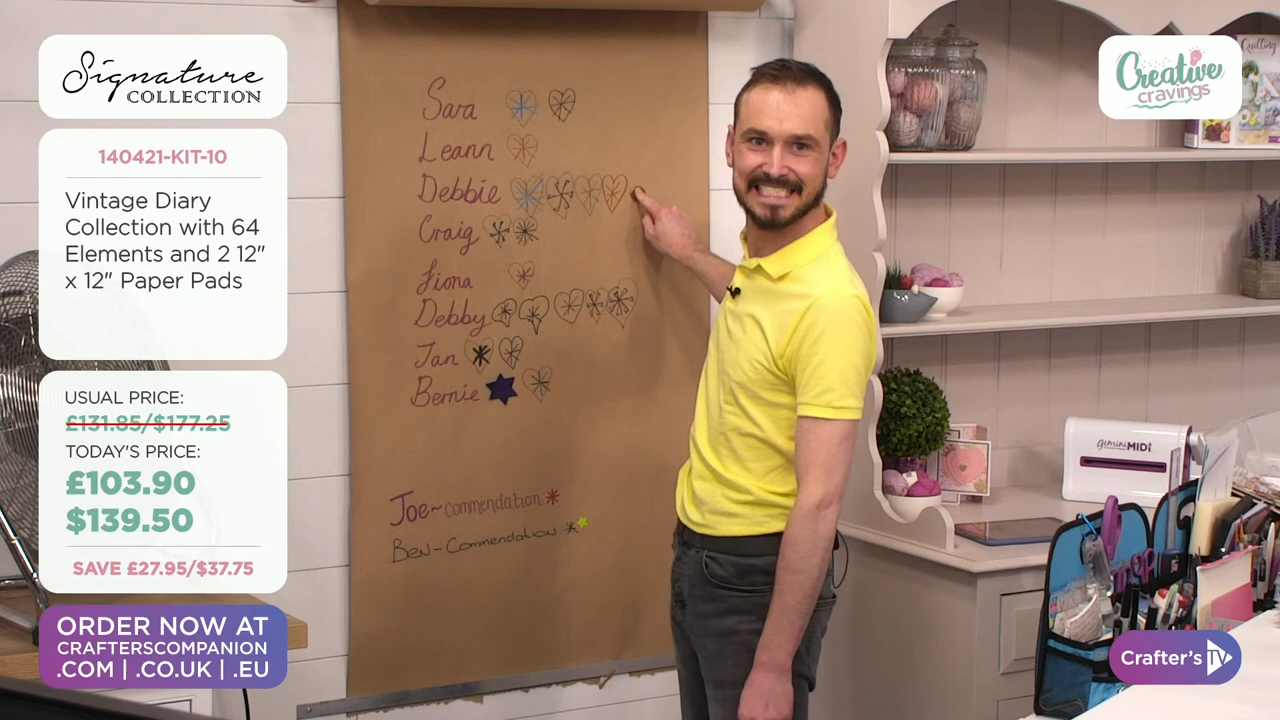 Signature
COLLECTION
140421-KIT-10
Vintage Diary
Collection with 64
Elements and 2 12"
x 12" Paper Pads
USUAL PRICE:
£131.85/$177.25
TODAY'S PRICE:
£103.90
$139.50
SAVE £27.95/$37.75
ORDER NOW AT
CRAFTERSCOMPANION
.COM | .CO.UK | .EU
Sara
Leann
Debbie
Craig
Fiona
Debby
Jan
Bernie
Joe~commendation
Ben-Commendation
Creative
cravings
Crafting
gemini MIDI
Crafter's TV